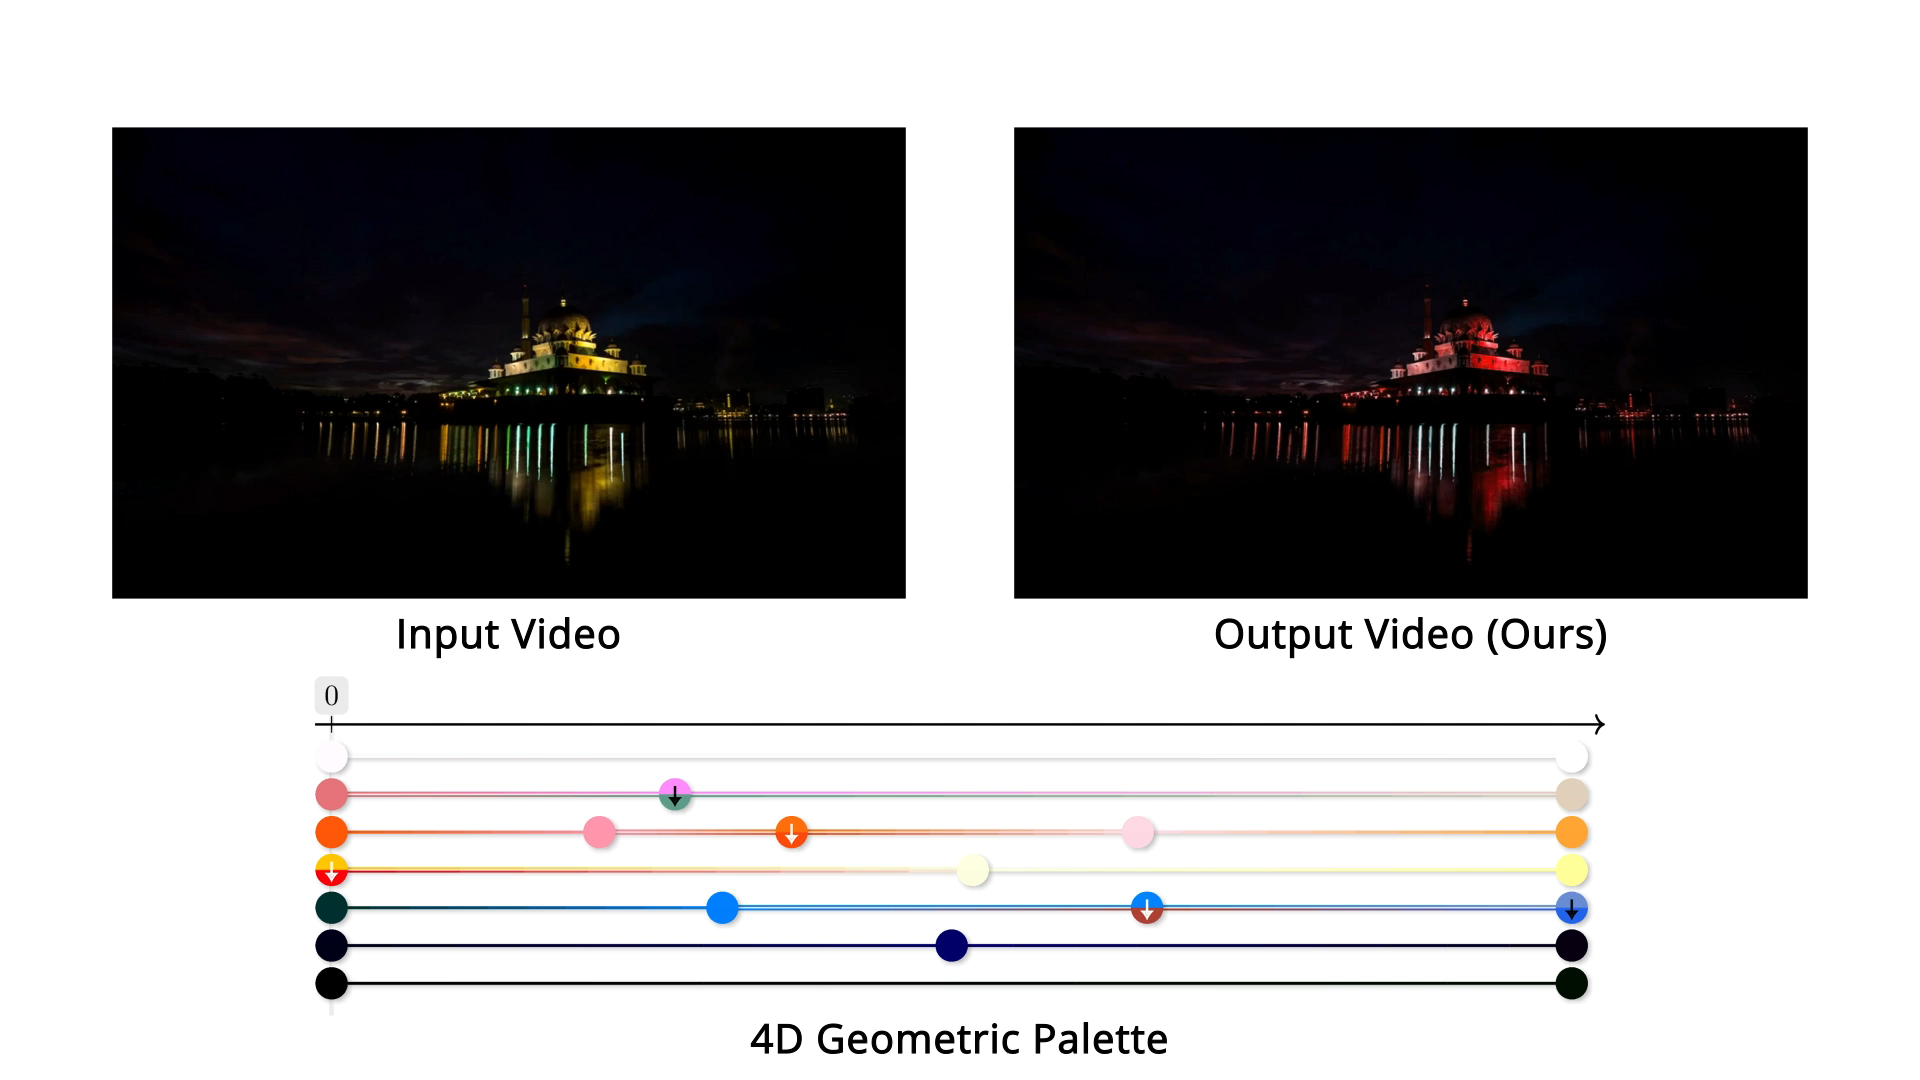 Input Video
Output Video (Ours)
0
4D Geometric Palette